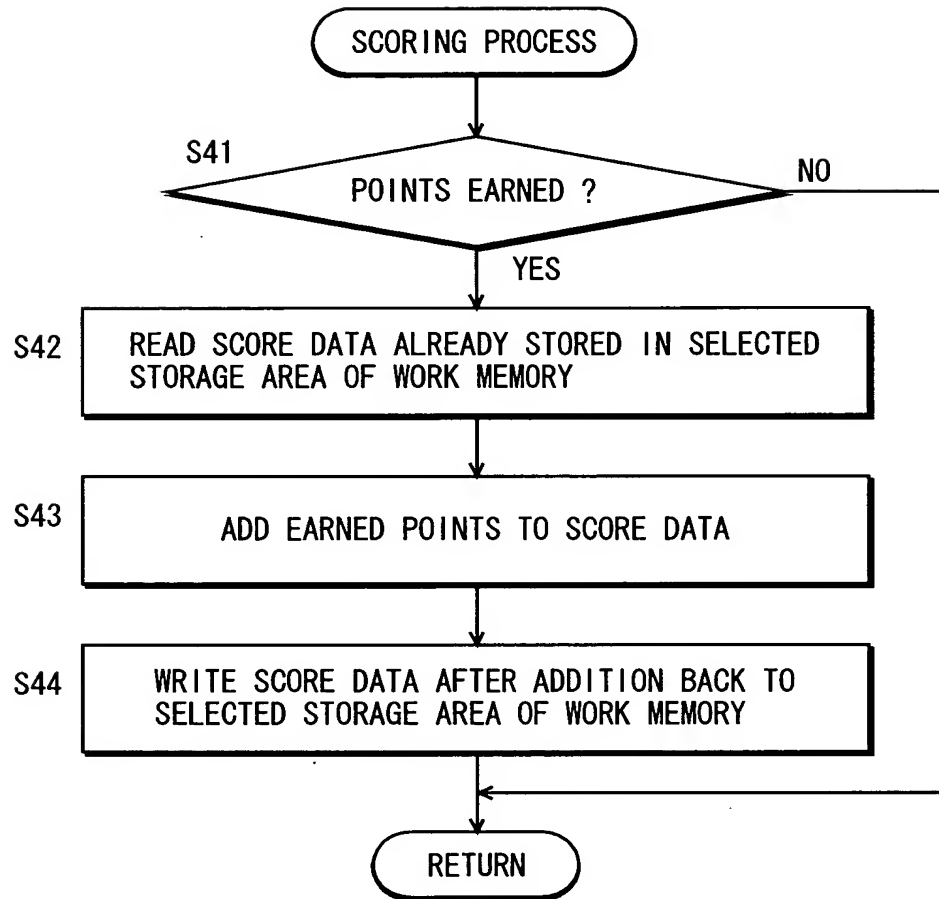 SCORING PROCESS
S41
POINTS EARNED ?
NO
YES
S42
READ SCORE DATA ALREADY STORED IN SELECTED
STORAGE AREA OF WORK MEMORY
S43
ADD EARNED POINTS TO SCORE DATA
S44
WRITE SCORE DATA AFTER ADDITION BACK TO
SELECTED STORAGE AREA OF WORK MEMORY
RETURN